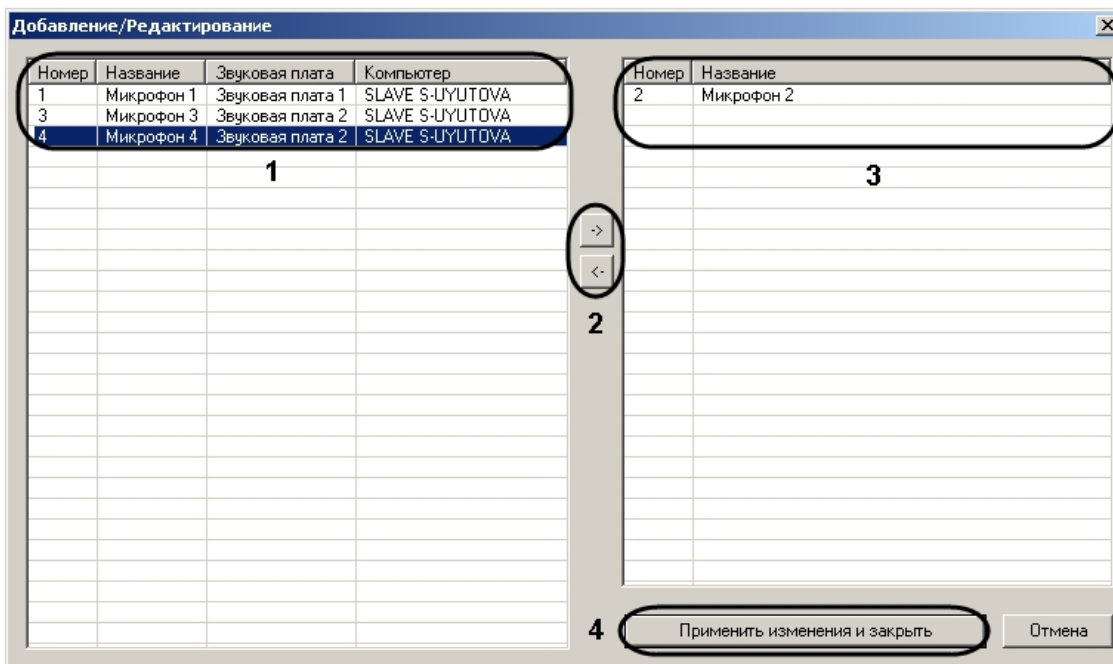 Добавление/Редактирование
Номер Название Звуковая плата Компьютер
1 Микрофон 1 Звуковая плата 1 SLAVE S-UYUTOVA
3 Микрофон 3 Звуковая плата 2 SLAVE S-UYUTOVA
4 Микрофон 4 Звуковая плата 2 SLAVE S-UYUTOVA
1
->
<-
2
Номер Название
2 Микрофон 2
3
4
Применить изменения и закрыть
Отмена